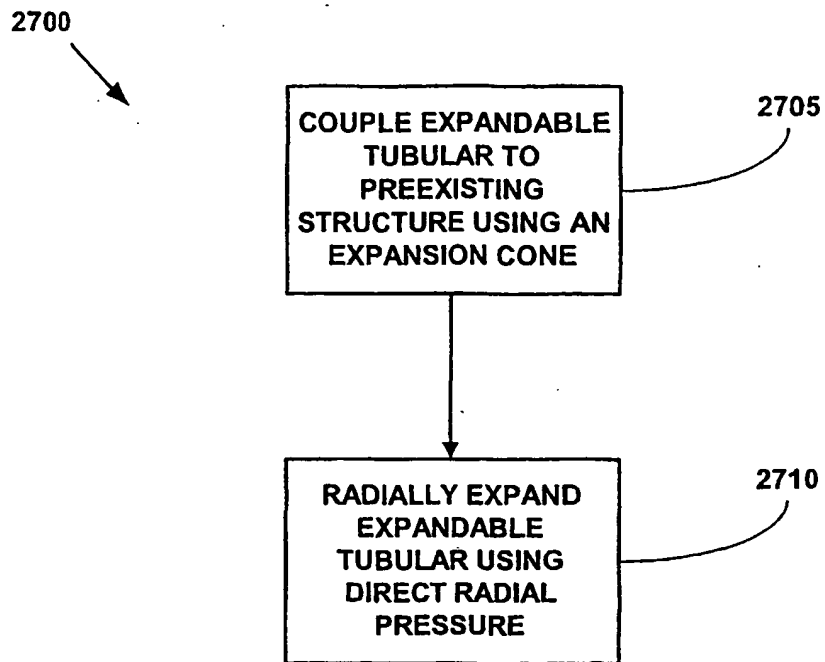 2700
COUPLE EXPANDABLE
TUBULAR TO
PREEXISTING
STRUCTURE USING AN
EXPANSION CONE
2705
RADIALLY EXPAND
EXPANDABLE
TUBULAR USING
DIRECT RADIAL
PRESSURE
2710